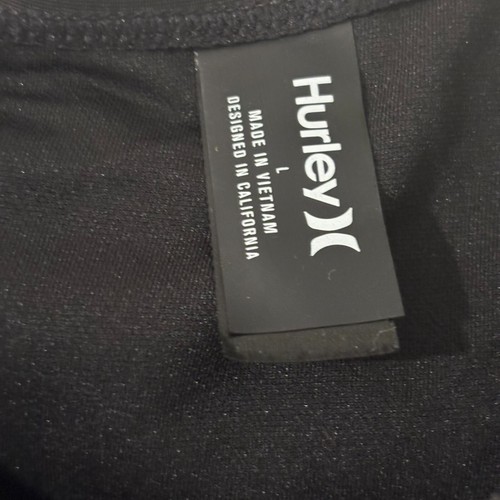 Hurley
L
MADE IN VIETNAM
DESIGNED IN CALIFORNIA